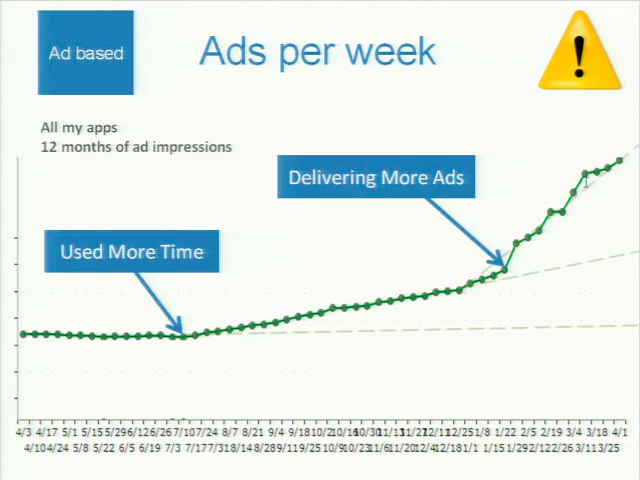 Ad based
Ads per week
All my apps
12 months of ad impressions
Delivering More Ads
Used More Time
4/3 4/17 5/1 5/15 5/29 6/12 6/26 7/10 7/24 8/7 8/21 9/4 9/18 10/2 10/16 10/30 11/13 11/27 12/11 12/25 1/8 1/22 2/5 2/19 3/4 3/18 4/1
4/10 4/24 5/8 5/22 6/5 6/19 7/3 7/17 7/31 8/14 8/28 9/11 9/25 10/9 10/23 11/6 11/20 12/4 12/18 1/1 1/15 1/29 2/12 2/26 3/11 3/25